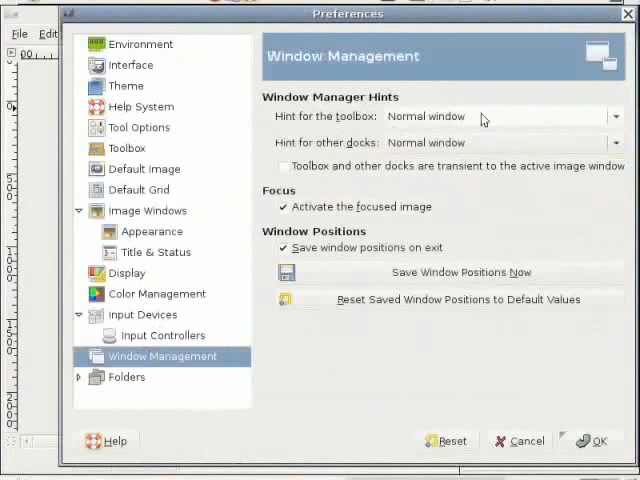 Preferences
File Edit
00
Environment
Interface
Theme
Help System
Tool Options
Toolbox
Default Image
Default Grid
Image Windows
Appearance
Title & Status
Display
Color Management
Input Devices
Input Controllers
Window Management
Folders
Window Management
Window Manager Hints
Hint for the toolbox: Normal window
Hint for other docks: Normal window
Toolbox and other docks are transient to the active image window
Focus
Activate the focused image
Window Positions
Save window positions on exit
Save Window Positions Now
Reset Saved Window Positions to Default Values
Help
Reset
Cancel
OK